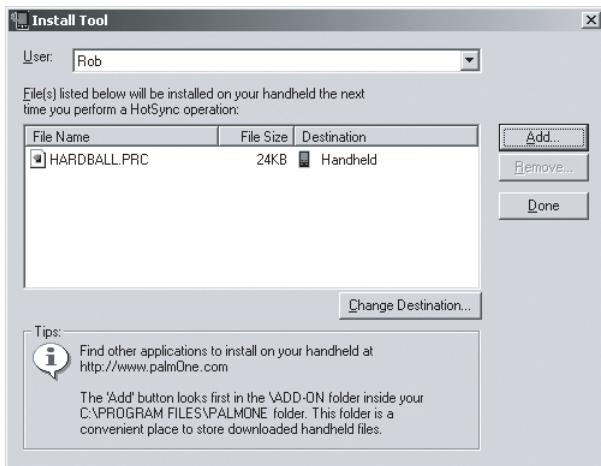 Install Tool
User: Rob
File(s) listed below will be installed on your handheld the next
time you perform a HotSync operation:
File Name File Size Destination
HARDBALL.PRC 24KB Handheld
Add...
Remove...
Done
Change Destination...
Tips:
Find other applications to install on your handheld at
http://www.palmOne.com
The 'Add' button looks first in the \ADD-ON folder inside your
C:\PROGRAM FILES\PALMONE folder. This folder is a
convenient place to store downloaded handheld files.